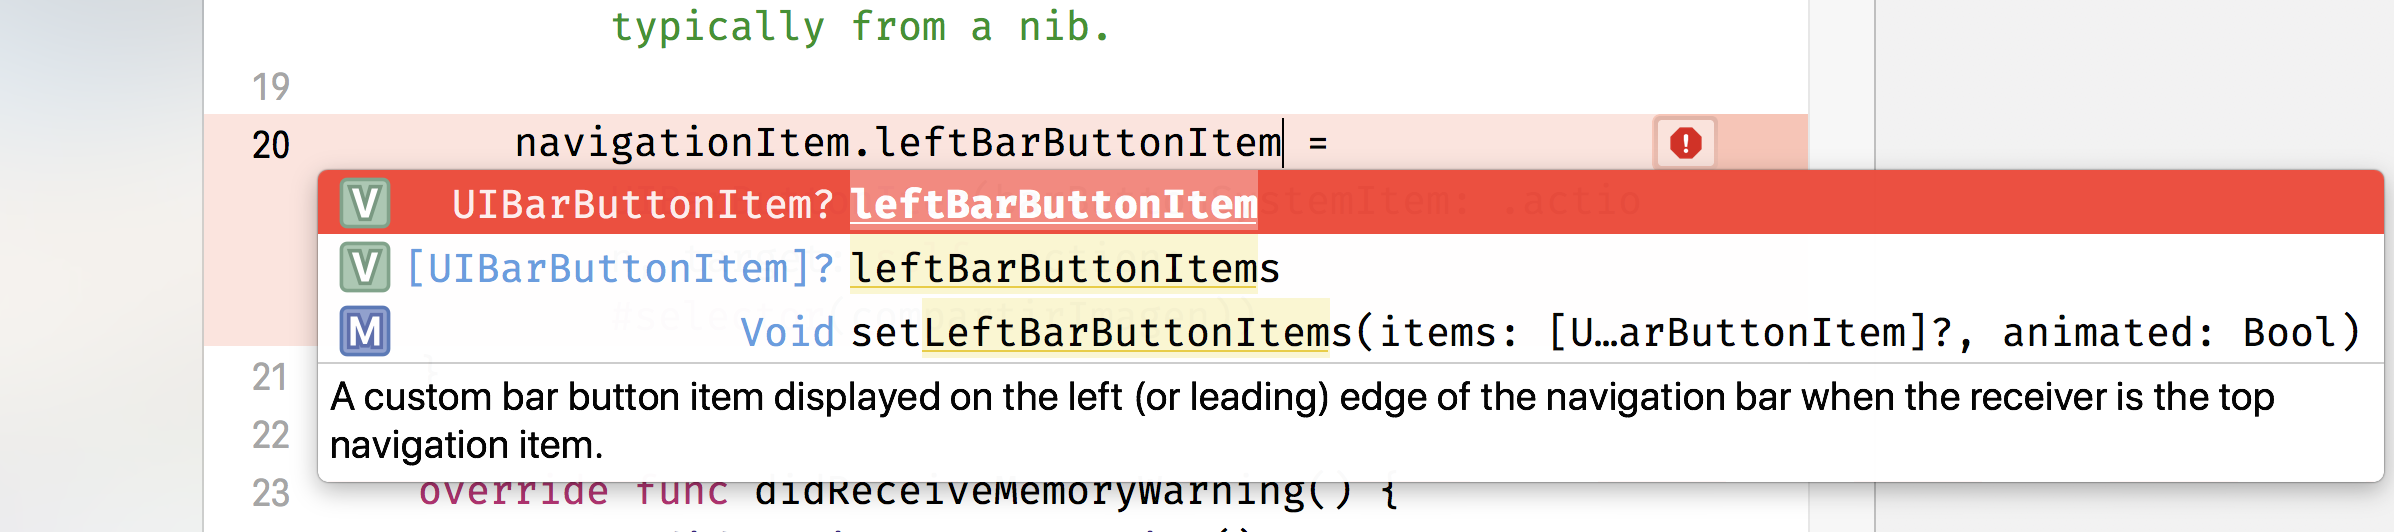 typically from a nib.
19
20 navigationItem.leftBarButtonItem =
V UIBarButtonItem? leftBarButtonItem
V [UIBarButtonItem]? leftBarButtonItems
M Void setLeftBarButtonItems(items: [U…arButtonItem]?, animated: Bool)
21
A custom bar button item displayed on the left (or leading) edge of the navigation bar when the receiver is the top
22
navigation item.
23 override func didReceiveMemoryWarning() {